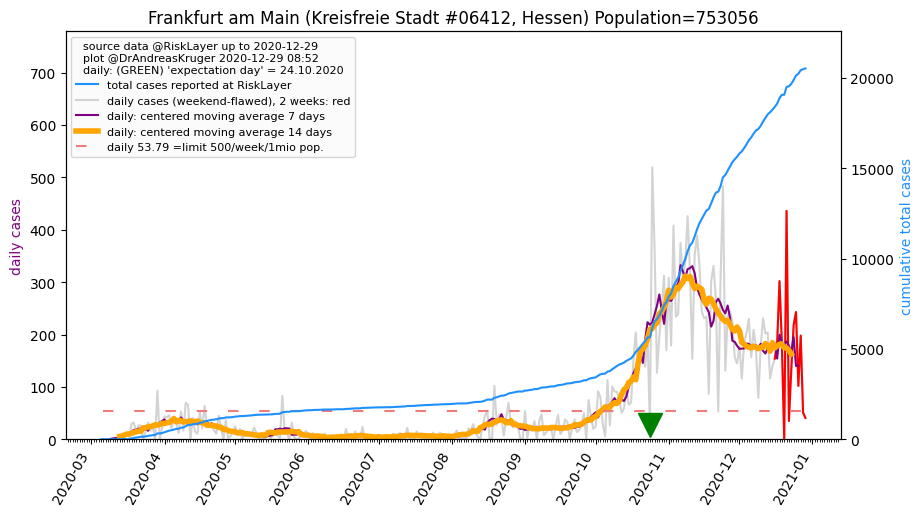 Frankfurt am Main (Kreisfreie Stadt #06412, Hessen) Population=753056
source data @RiskLayer up to 2020-12-29
plot @DrAndreasKruger 2020-12-29 08:52
daily: (GREEN) 'expectation day' = 24.10.2020
total cases reported at RiskLayer
daily cases (weekend-flawed), 2 weeks: red
daily: centered moving average 7 days
daily: centered moving average 14 days
daily 53.79 =limit 500/week/1mio pop.
daily cases
700
600
500
400
300
200
100
0
cumulative total cases
20000
15000
10000
5000
0
2020-03
2020-04
2020-05
2020-06
2020-07
2020-08
2020-09
2020-10
2020-11
2020-12
2021-01